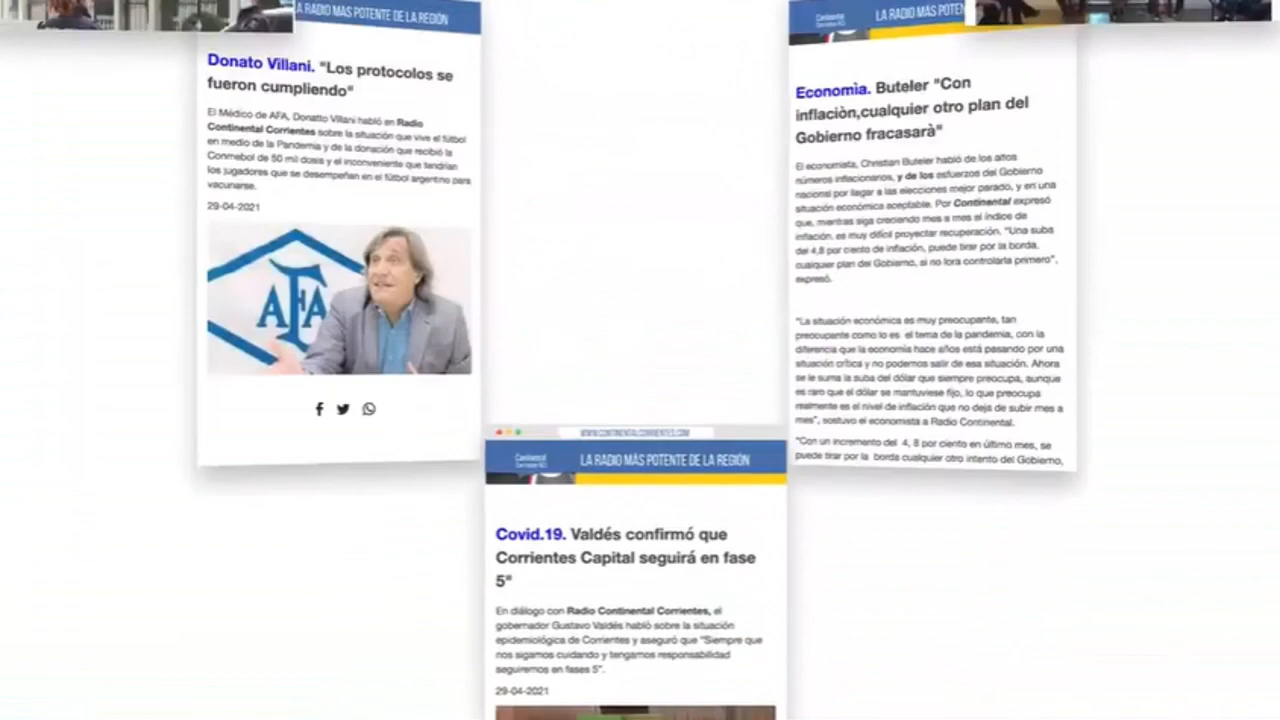 A RADIO MÁS POTENTE DE LA REGIÓN
Donato Villani. "Los protocolos se
fueron cumpliendo"
El Médico de AFA, Donatto Villani habló en Radio
Continental Corrientes sobre la situación que vive el fútbol
en medio de la Pandemia y de la donación que recibió la
Conmebol de 50 mil dosis y el inconveniente que tendrían
los jugadores que se desempeñan en el fútbol argentino para
vacunarse.
29-04-2021
AFA
WWW.CONTINENTALCORRIENTES.COM
Continental
LA RADIO MÁS POTENTE DE LA REGIÓN
Covid.19. Valdés confirmó que
Corrientes Capital seguirá en fase
5"
En diálogo con Radio Continental Corrientes, el
gobernador Gustavo Valdés habló sobre la situación
epidemiológica de Corrientes y aseguró que "Siempre que
nos sigamos cuidando y tengamos responsabilidad
seguiremos en fases 5".
29-04-2021
Continental
LA RADIO MÁS POTEN
Economìa. Buteler "Con
inflaciòn,cualquier otro plan del
Gobierno fracasarà"
El economista, Christian Buteler habló de los altos
números inflacionarios, y de los esfuerzos del Gobierno
nacional por llegar a las elecciones mejor parado, y en una
situación económica aceptable. Por Continental expresó
que, mientras siga creciendo mes a mes el índice de
inflación, es muy difícil proyectar recuperación. "Una suba
del 4,8 por ciento de inflación, puede tirar por la borda,
cualquier plan del Gobierno, si no lora controlarla primero",
expresó.
"La situación económica es muy preocupante, tan
preocupante como lo es el tema de la pandemia, con la
diferencia que la economía hace años está pasando por una
situación crítica y no podemos salir de esa situación. Ahora
se le suma la suba del dólar que siempre preocupa, aunque
es raro que el dólar se mantuviese fijo, lo que preocupa
realmente es el nivel de inflación que no deja de subir mes a
mes", sostuvo el economista a Radio Continental.
"Con un incremento del 4, 8 por ciento en último mes, se
puede tirar por la borda cualquier otro intento del Gobierno,